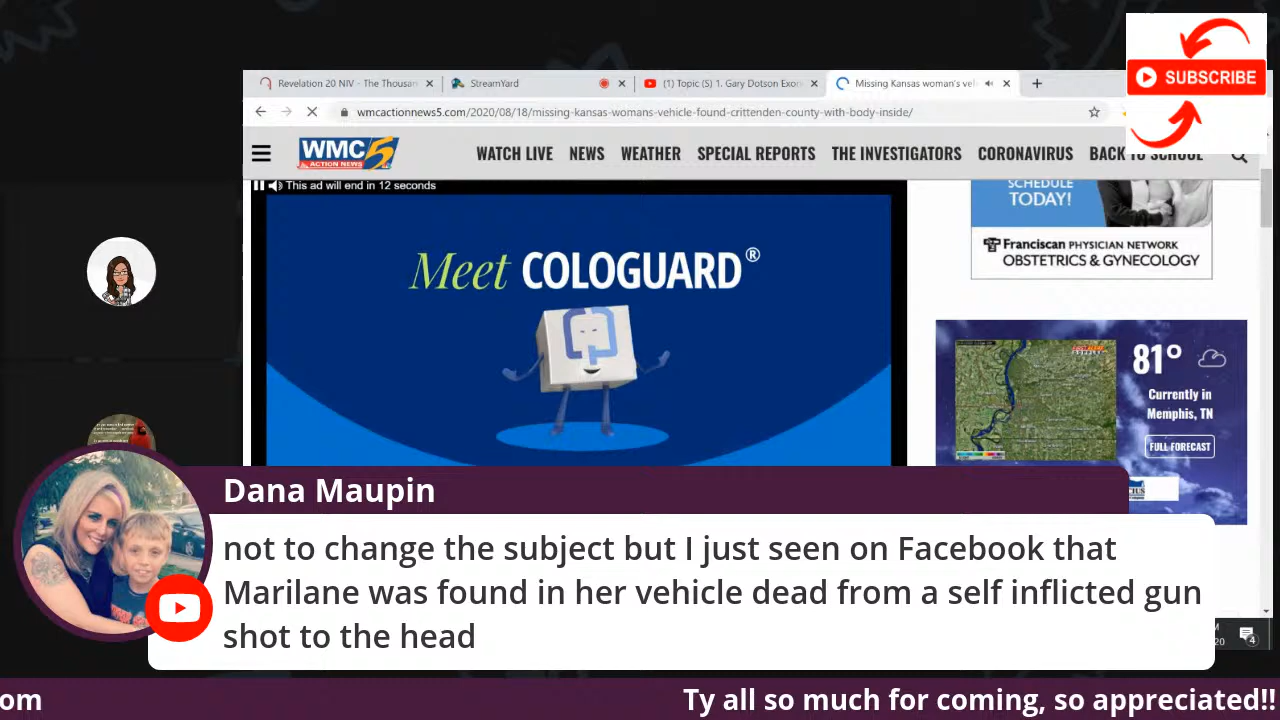 SUBSCRIBE
Revelation 20 NIV - The Thousan
StreamYard
(1) Topic (S) 1. Gary Dotson Exon
Missing Kansas woman's veh
wmcactionnews5.com/2020/08/18/missing-kansas-womans-vehicle-found-crittenden-county-with-body-inside/
WMC 5
ACTION NEWS
WATCH LIVE NEWS WEATHER SPECIAL REPORTS THE INVESTIGATORS CORONAVIRUS BACK TO SCHOOL
This ad will end in 12 seconds
Meet COLOGUARD®
SCHEDULE
TODAY!
Franciscan PHYSICIAN NETWORK
OBSTETRICS & GYNECOLOGY
81°
Currently in
Memphis, TN
FULL FORECAST
Dana Maupin
not to change the subject but I just seen on Facebook that
Marilane was found in her vehicle dead from a self inflicted gun
shot to the head
M
20
4
om
Ty all so much for coming, so appreciated!!